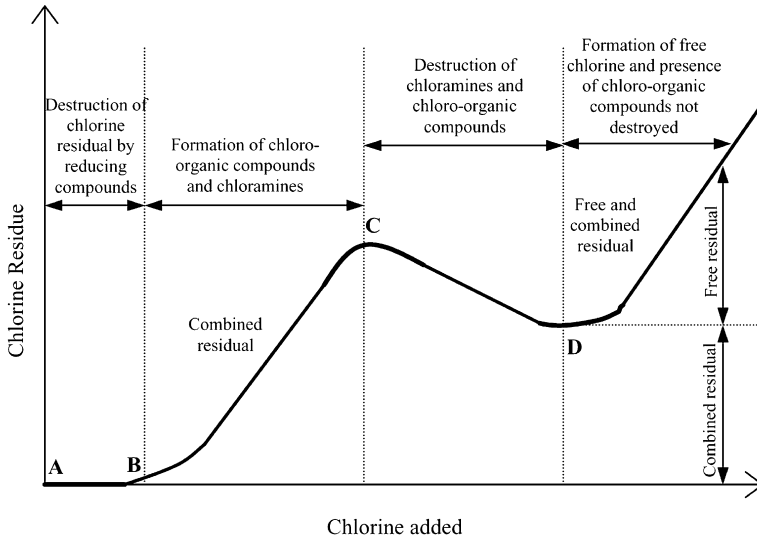 Destruction of
chlorine
residual by
reducing
compounds
Formation of chloro-
organic compounds
and chloramines
Destruction of
chloramines and
chloro-organic
compounds
Formation of free
chlorine and presence
of chloro-organic
compounds not
destroyed
Chlorine Residue
A
B
C
D
Combined
residual
Free and
combined
residual
Free residual
Combined residual
Chlorine added